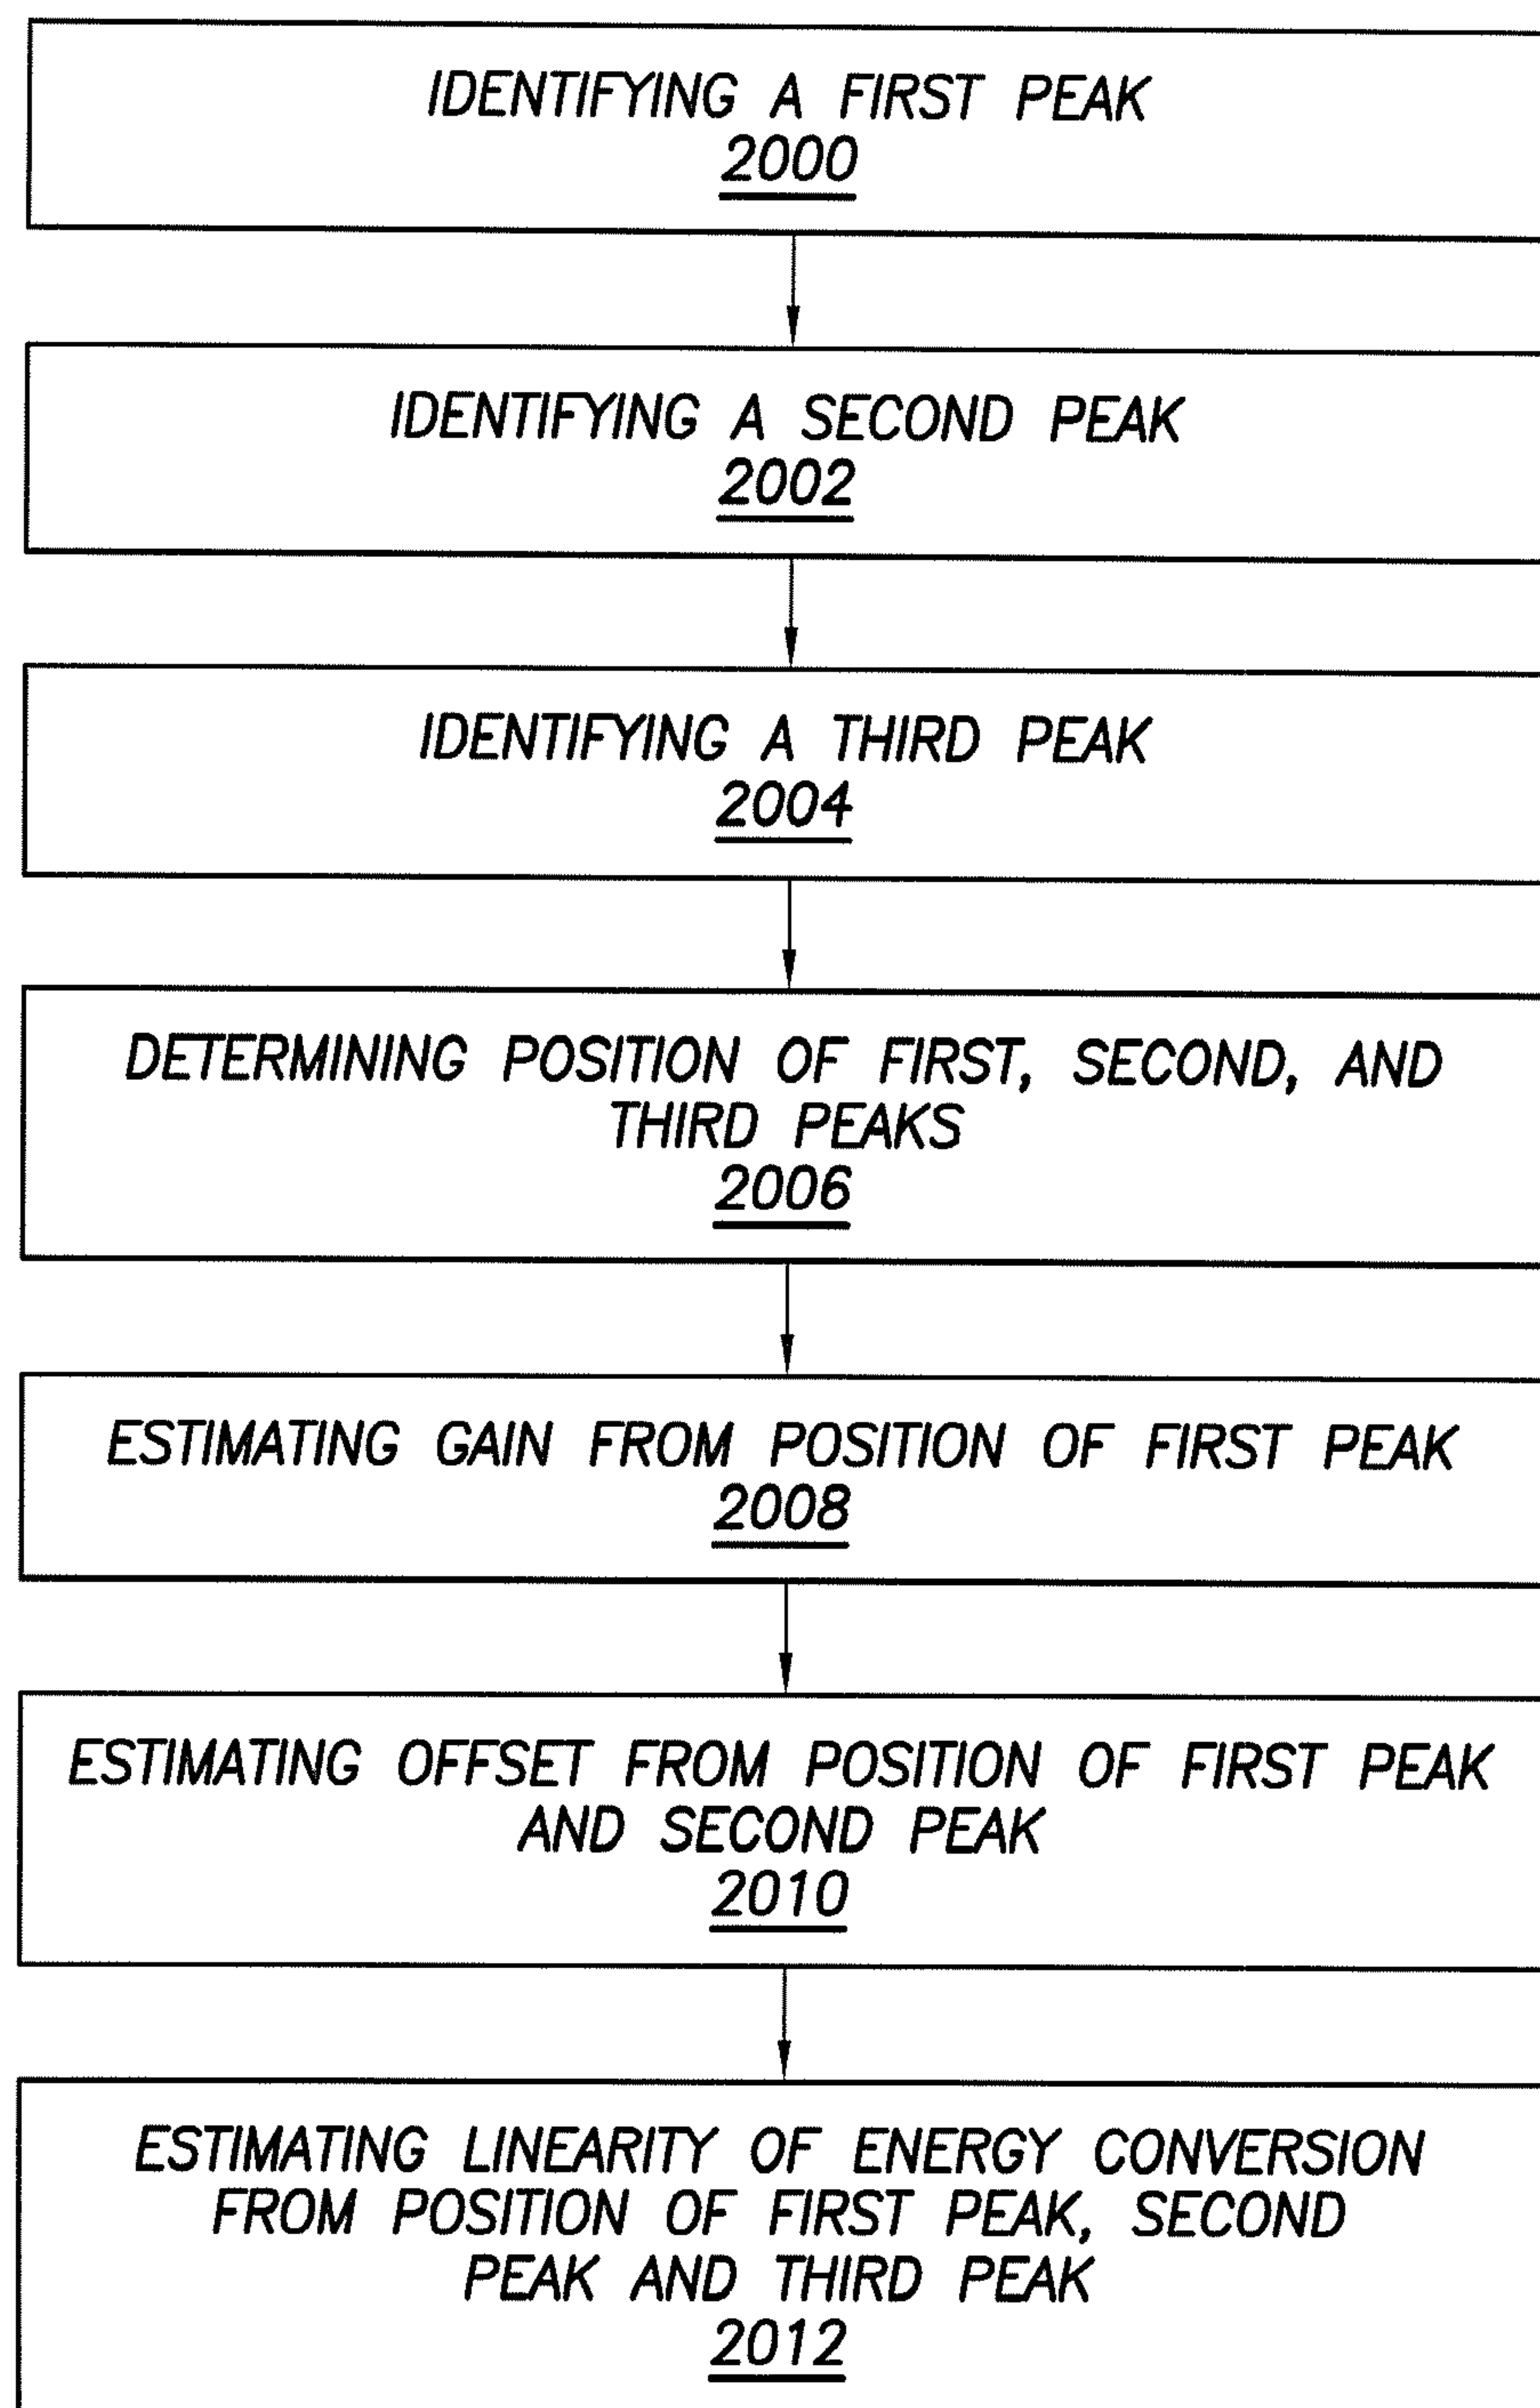 IDENTIFYING A FIRST PEAK
2000
IDENTIFYING A SECOND PEAK
2002
IDENTIFYING A THIRD PEAK
2004
DETERMINING POSITION OF FIRST, SECOND, AND
THIRD PEAKS
2006
ESTIMATING GAIN FROM POSITION OF FIRST PEAK
2008
ESTIMATING OFFSET FROM POSITION OF FIRST PEAK
AND SECOND PEAK
2010
ESTIMATING LINEARITY OF ENERGY CONVERSION
FROM POSITION OF FIRST PEAK, SECOND
PEAK AND THIRD PEAK
2012